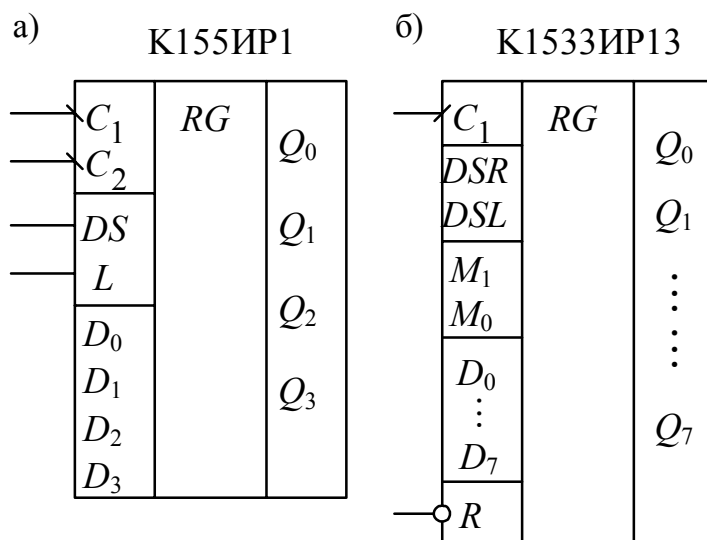 а)
К155ИР1
C1
C2
DS
L
D0
D1
D2
D3
RG
Q0
Q1
Q2
Q3
б)
К1533ИР13
C1
DSR
DSL
M1
M0
D0
⋮
D7
R
RG
Q0
Q1
⋮
⋮
Q7